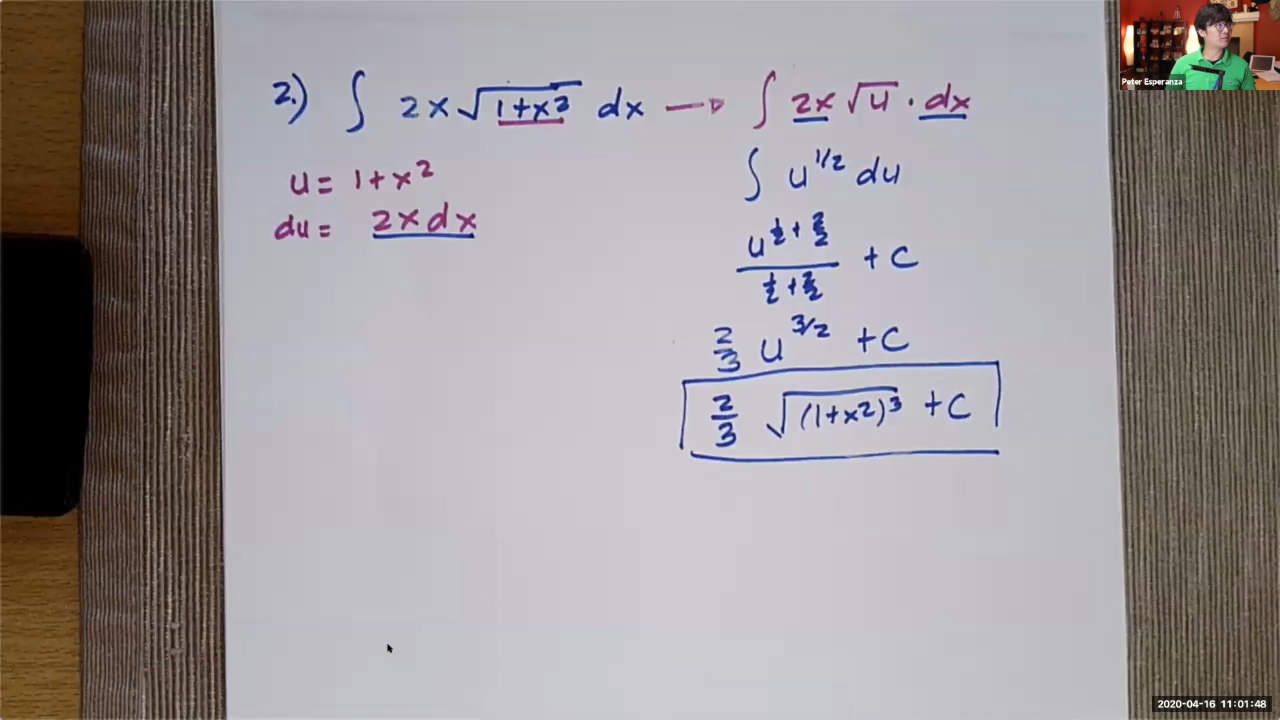 2.) ∫ 2x√(1+x²) dx → ∫ 2x √u · dx
u = 1+x²
du = 2x dx
∫ u^1/2 du
u^(1/2 + 2/2) / (1/2 + 2/2) + C
2/3 u^3/2 + C
2/3 √(1+x²)³ + C
Peter Esperanza
2020-04-16 11:01:48